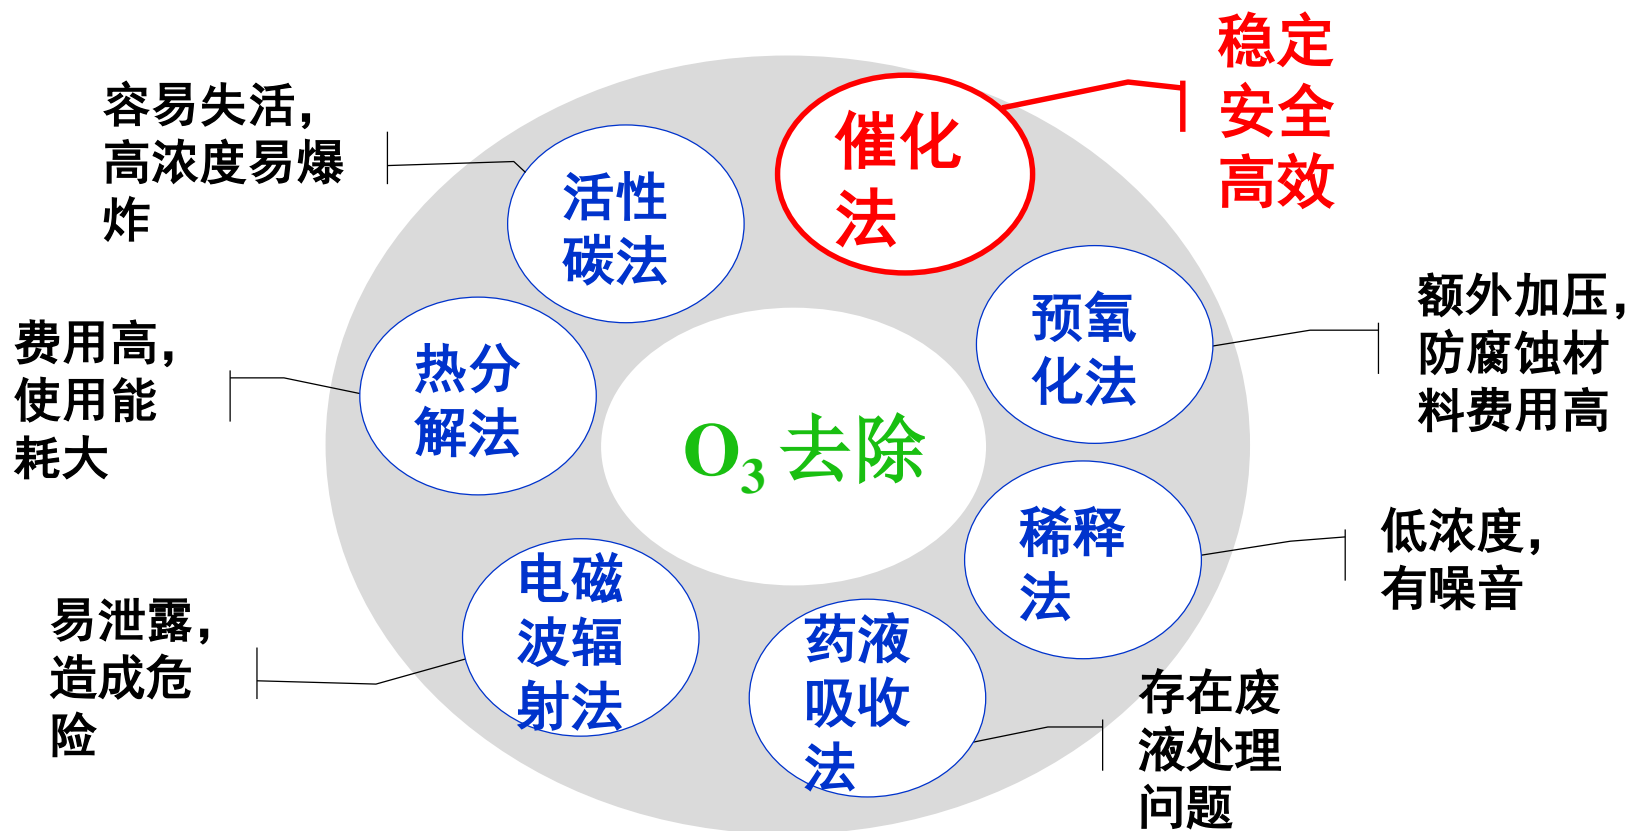 稳定
安全
高效
催化
法
容易失活,
高浓度易爆
炸
活性
碳法
预氧
化法
额外加压,
防腐蚀材
料费用高
费用高,
使用能
耗大
热分
解法
O₃去除
稀释
法
低浓度,
有噪音
电磁
波辐
射法
易泄露,
造成危
险
药液
吸收
法
存在废
液处理
问题